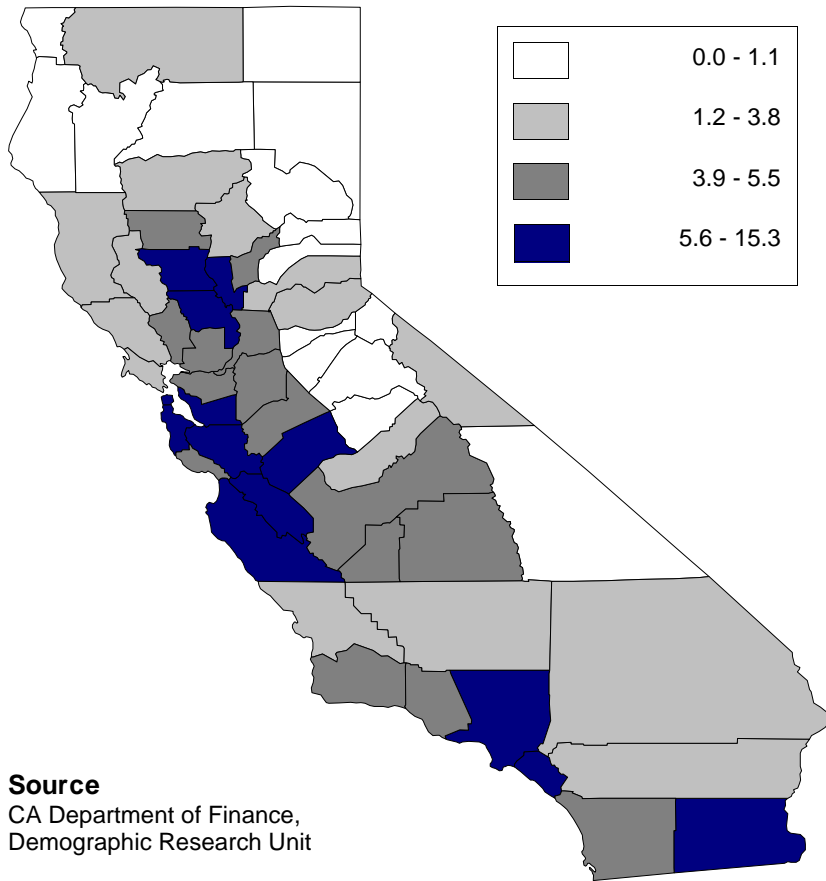 0.0 - 1.1
1.2 - 3.8
3.9 - 5.5
5.6 - 15.3
Source
CA Department of Finance,
Demographic Research Unit